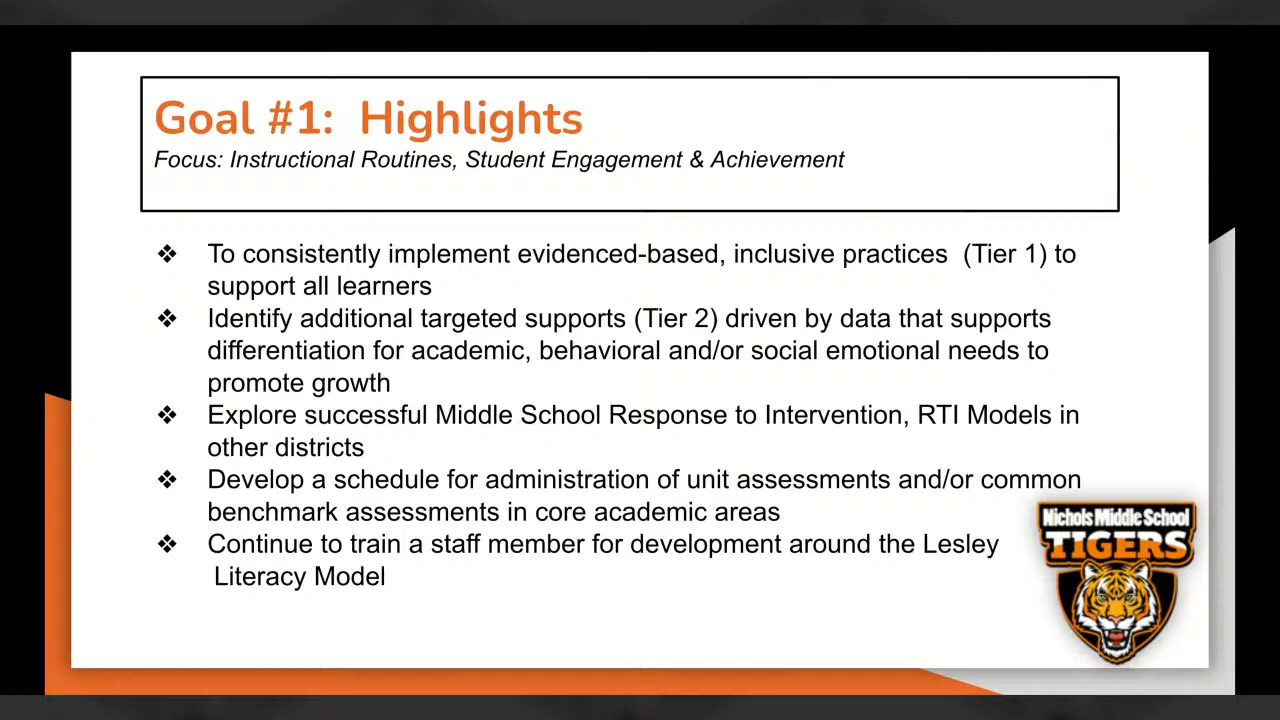 Goal #1:  Highlights
Focus: Instructional Routines, Student Engagement & Achievement
❖ To consistently implement evidenced-based, inclusive practices  (Tier 1) to
support all learners
❖ Identify additional targeted supports (Tier 2) driven by data that supports
differentiation for academic, behavioral and/or social emotional needs to
promote growth
❖ Explore successful Middle School Response to Intervention, RTI Models in
other districts
❖ Develop a schedule for administration of unit assessments and/or common
benchmark assessments in core academic areas
❖ Continue to train a staff member for development around the Lesley
Literacy Model
Nichols Middle School
TIGERS